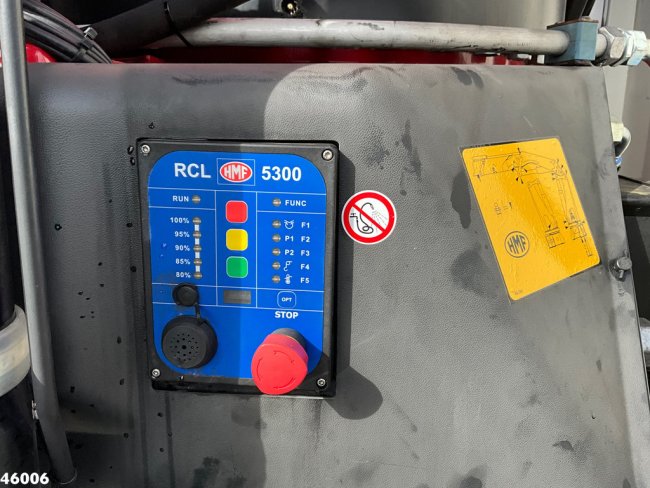 RCL HMF 5300
RUN FUNC
100% F1
95% P1 F2
90% P2 F3
85% F4
80% F5
OPT
STOP
HMF
46006